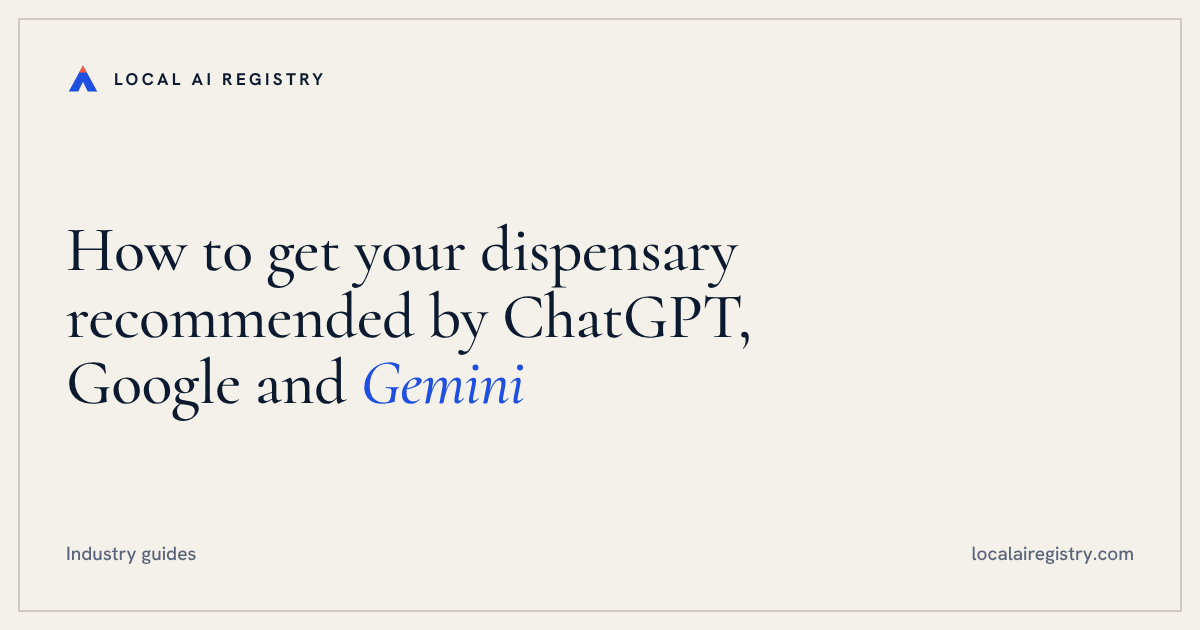 LOCAL AI REGISTRY
How to get your dispensary
recommended by ChatGPT,
Google and Gemini
Industry guides
localairegistry.com